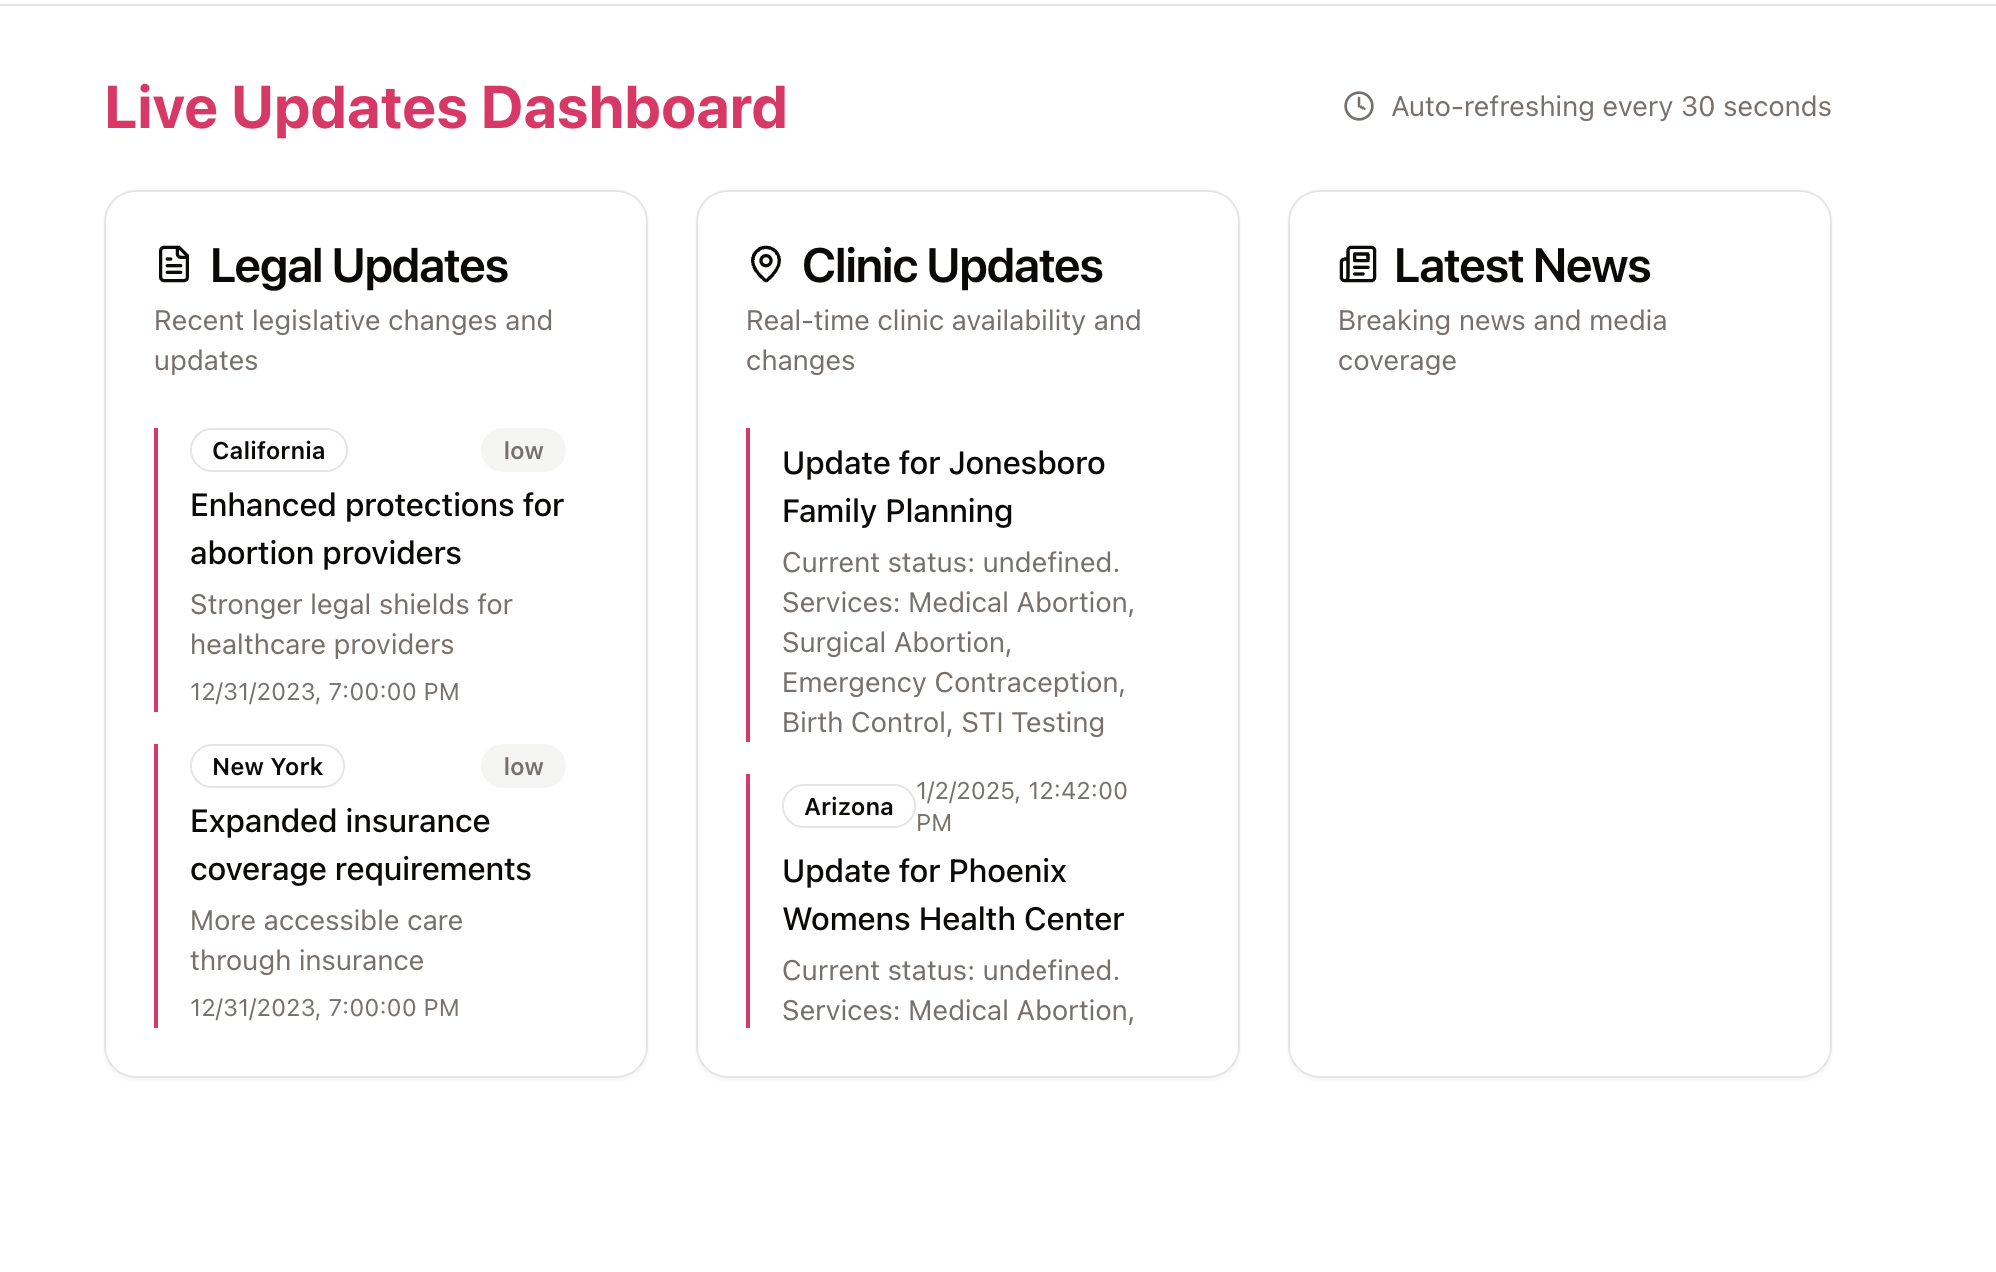 Live Updates Dashboard
Auto-refreshing every 30 seconds
Legal Updates
Recent legislative changes and
updates
California
low
Enhanced protections for
abortion providers
Stronger legal shields for
healthcare providers
12/31/2023, 7:00:00 PM
New York
low
Expanded insurance
coverage requirements
More accessible care
through insurance
12/31/2023, 7:00:00 PM
Clinic Updates
Real-time clinic availability and
changes
Update for Jonesboro
Family Planning
Current status: undefined.
Services: Medical Abortion,
Surgical Abortion,
Emergency Contraception,
Birth Control, STI Testing
Arizona
1/2/2025, 12:42:00
PM
Update for Phoenix
Womens Health Center
Current status: undefined.
Services: Medical Abortion,
Latest News
Breaking news and media
coverage